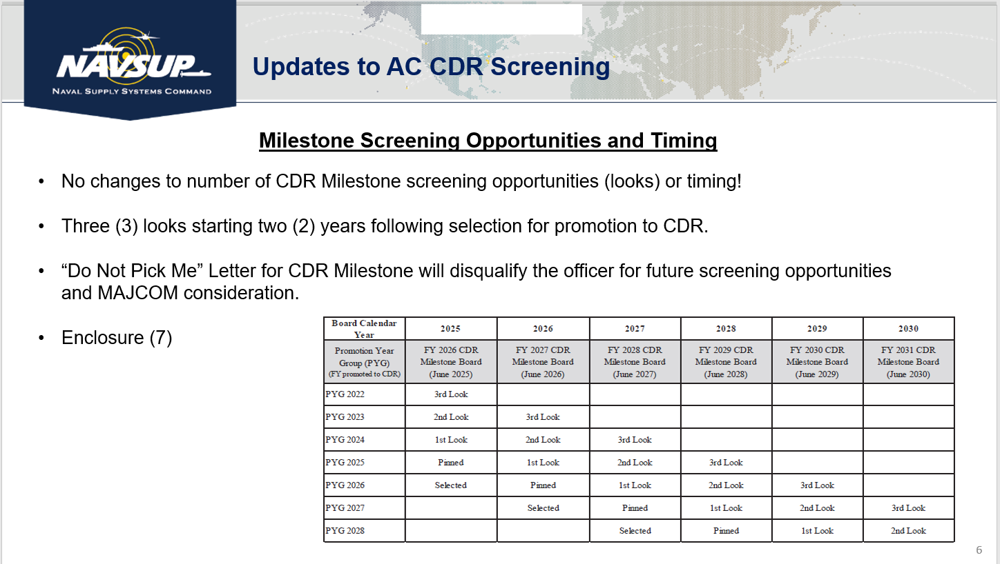 NAVSUP
NAVAL SUPPLY SYSTEMS COMMAND
Updates to AC CDR Screening
Milestone Screening Opportunities and Timing
• No changes to number of CDR Milestone screening opportunities (looks) or timing!
• Three (3) looks starting two (2) years following selection for promotion to CDR.
• “Do Not Pick Me” Letter for CDR Milestone will disqualify the officer for future screening opportunities
and MAJCOM consideration.
• Enclosure (7)
Board Calendar
Year
2025 2026 2027 2028 2029 2030
Promotion Year
Group (PYG)
(FY promoted to CDR)
FY 2026 CDR
Milestone Board
(June 2025)
FY 2027 CDR
Milestone Board
(June 2026)
FY 2028 CDR
Milestone Board
(June 2027)
FY 2029 CDR
Milestone Board
(June 2028)
FY 2030 CDR
Milestone Board
(June 2029)
FY 2031 CDR
Milestone Board
(June 2030)
PYG 2022 3rd Look
PYG 2023 2nd Look 3rd Look
PYG 2024 1st Look 2nd Look 3rd Look
PYG 2025 Pinned 1st Look 2nd Look 3rd Look
PYG 2026 Selected Pinned 1st Look 2nd Look 3rd Look
PYG 2027 Selected Pinned 1st Look 2nd Look 3rd Look
PYG 2028 Selected Pinned 1st Look 2nd Look
6